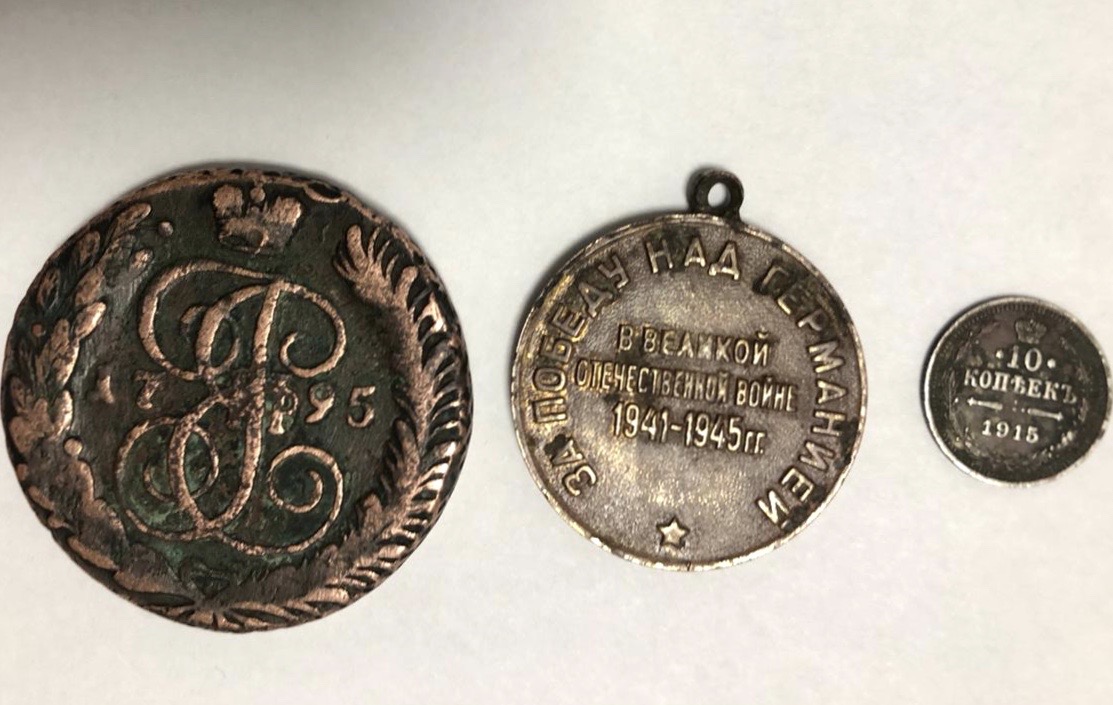 1795
ЗА ПОБЕДУ НАД ГЕРМАНИЕЙ
В ВЕЛИКОЙ
ОТЕЧЕСТВЕННОЙ ВОЙНЕ
1941-1945 гг.
·10·
КОПѢЕКЪ
1915